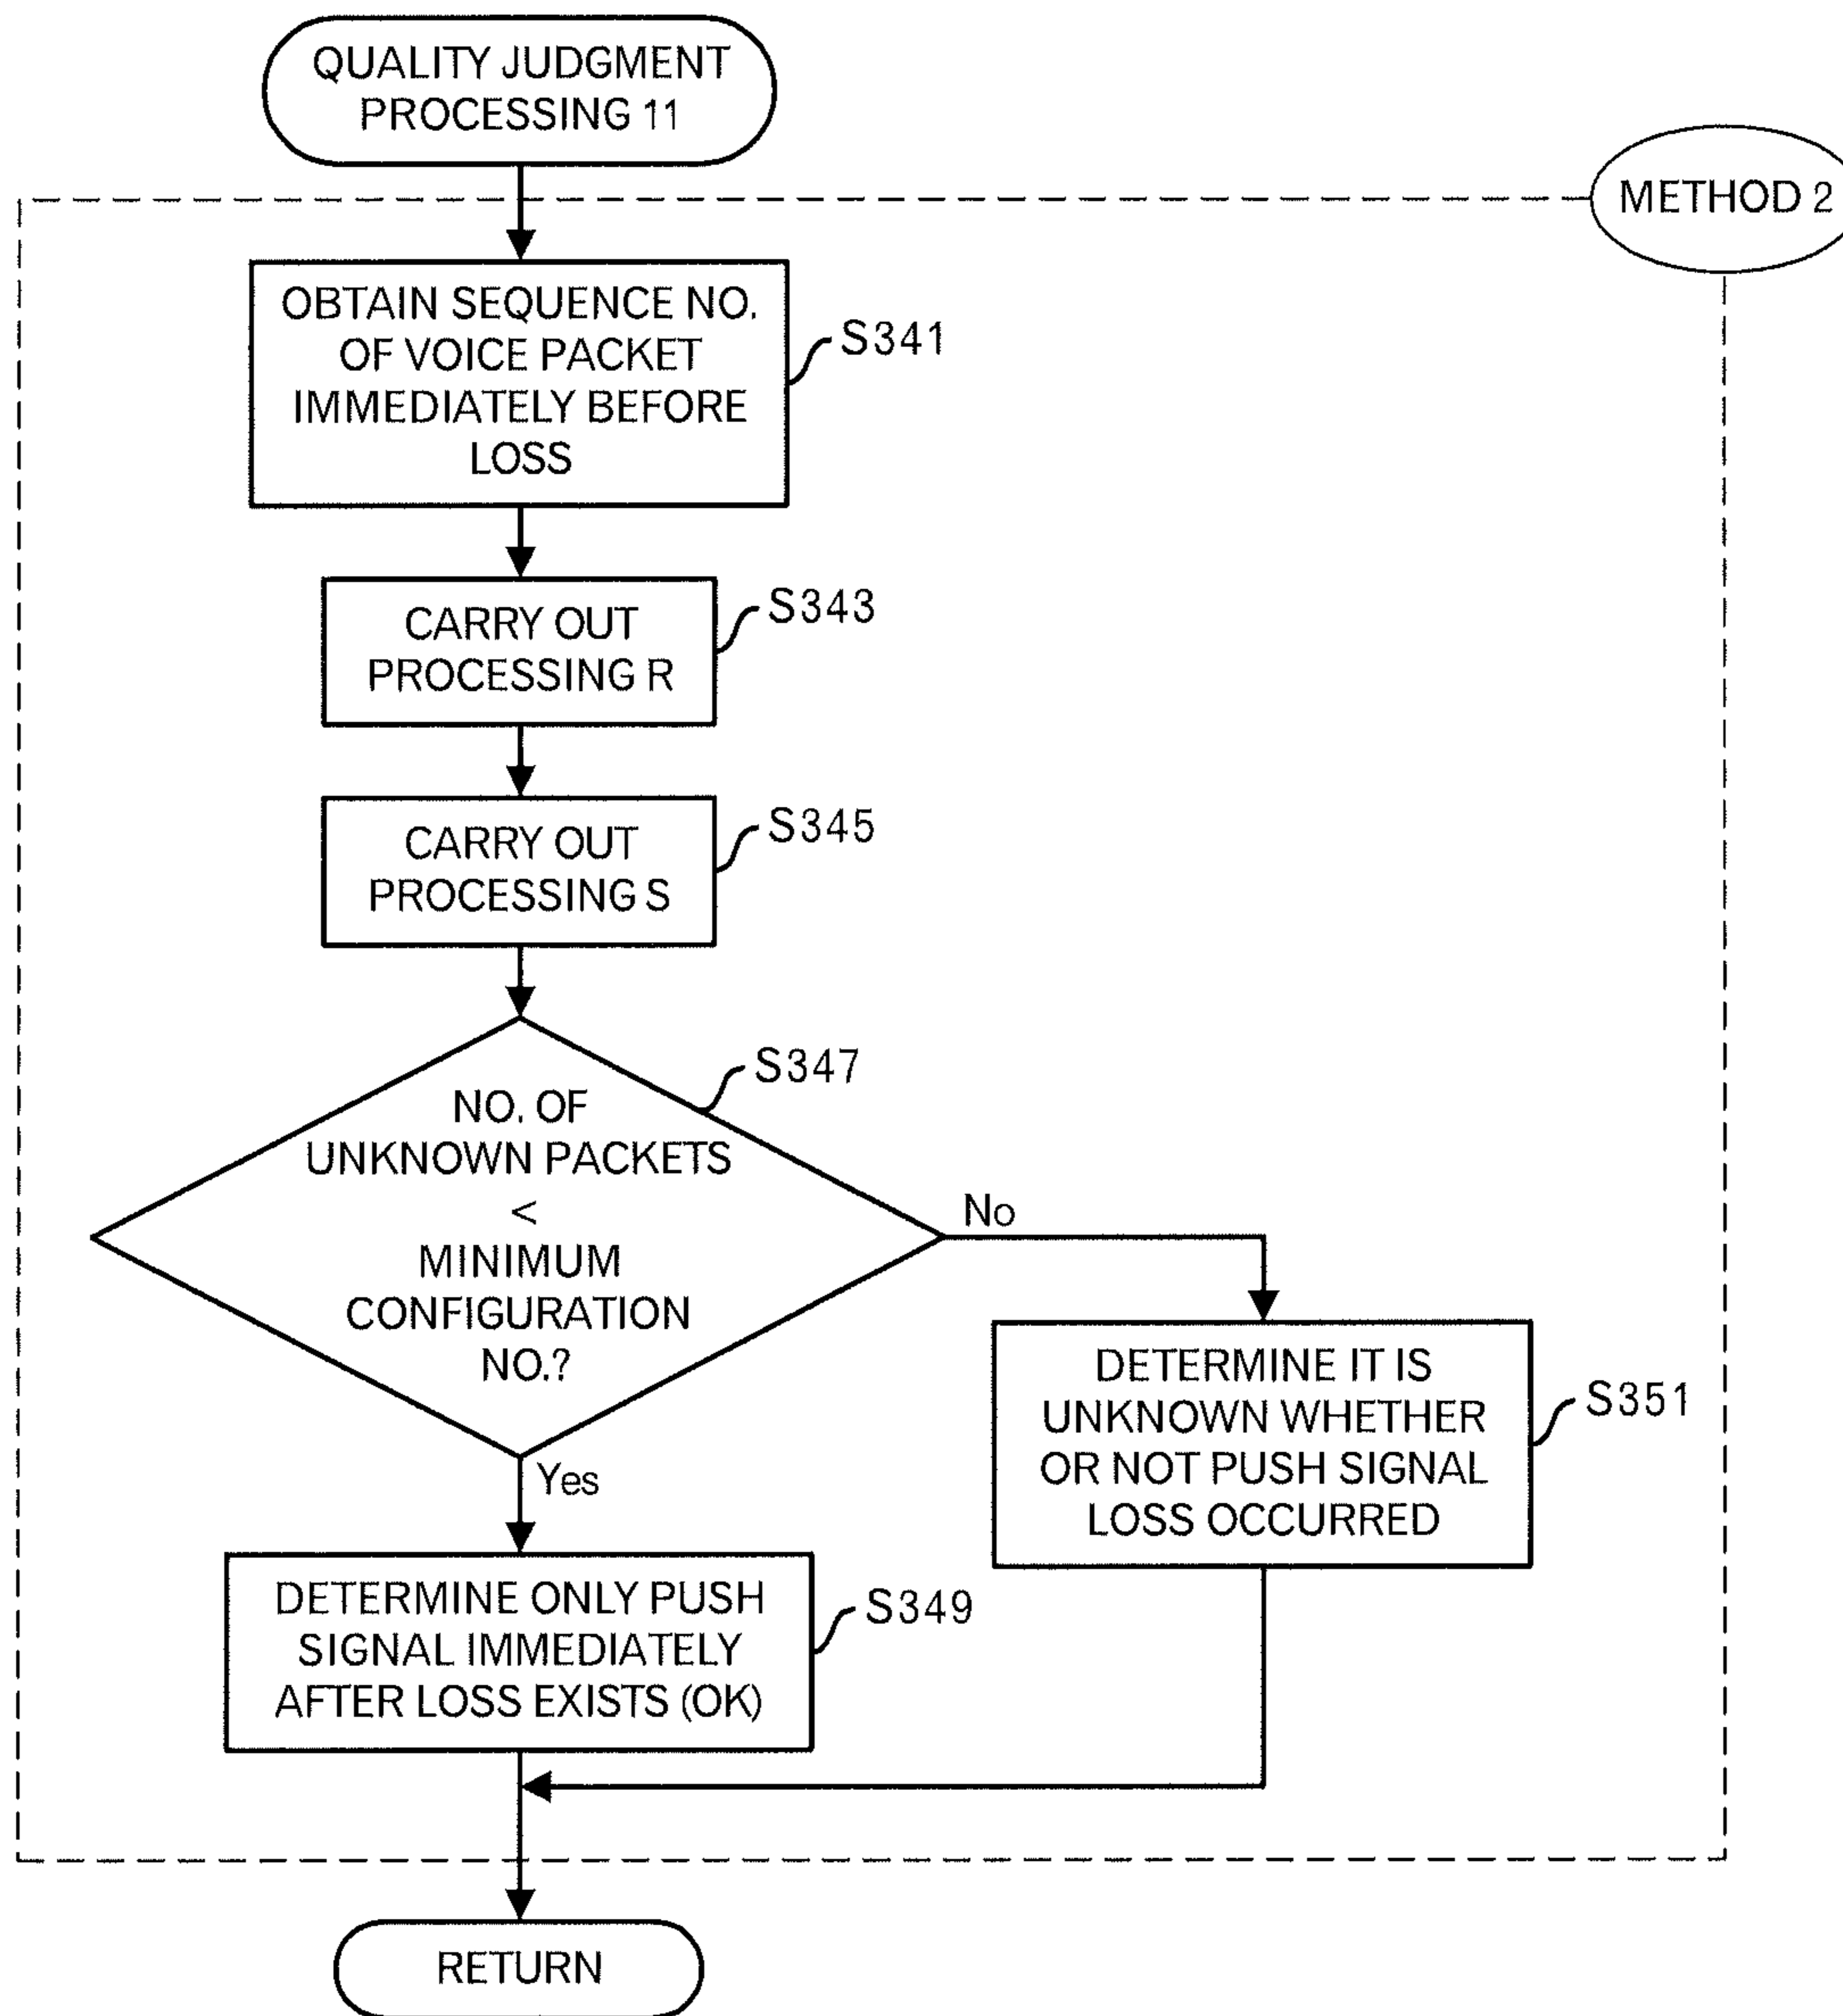 QUALITY JUDGMENT
PROCESSING 11
METHOD 2
OBTAIN SEQUENCE NO.
OF VOICE PACKET
IMMEDIATELY BEFORE
LOSS
S341
CARRY OUT
PROCESSING R
S343
CARRY OUT
PROCESSING S
S345
NO. OF
UNKNOWN PACKETS
<
MINIMUM
CONFIGURATION
NO.?
S347
No
Yes
DETERMINE IT IS
UNKNOWN WHETHER
OR NOT PUSH SIGNAL
LOSS OCCURRED
S351
DETERMINE ONLY PUSH
SIGNAL IMMEDIATELY
AFTER LOSS EXISTS (OK)
S349
RETURN